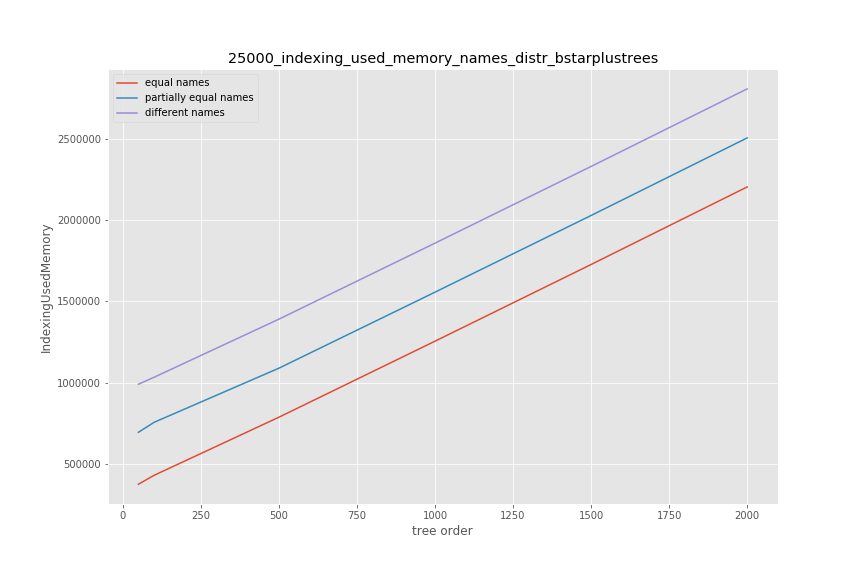 25000_indexing_used_memory_names_distr_bstarplustrees
equal names
partially equal names
different names
IndexingUsedMemory
2500000
2000000
1500000
1000000
500000
0 250 500 750 1000 1250 1500 1750 2000
tree order